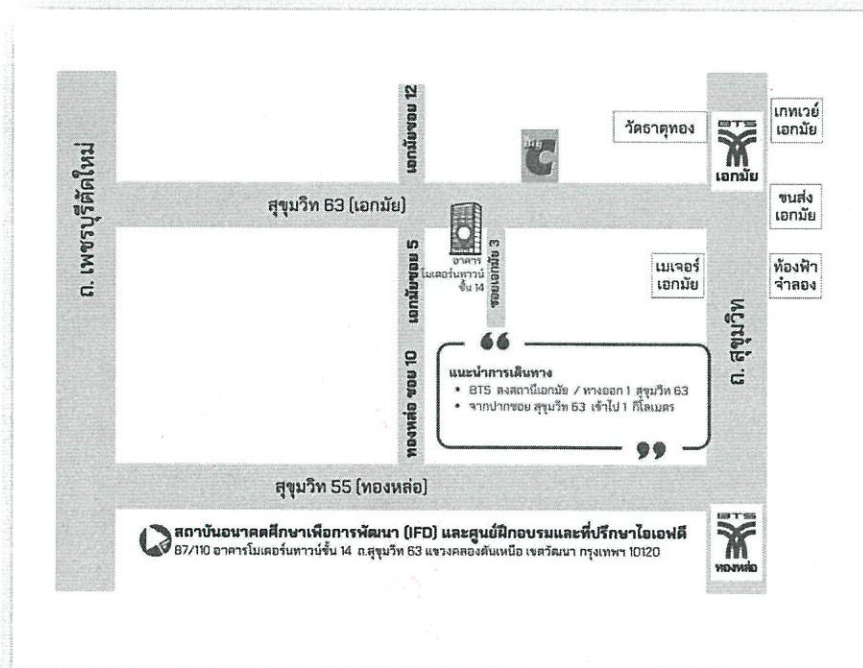 ถ. เพชรบุรีตัดใหม่
เอกมัยซอย 12
big C
วัดธาตุทอง
BTS
เอกมัย
เกทเวย์
เอกมัย
สุขุมวิท 63 (เอกมัย)
ขนส่ง
เอกมัย
เอกมัยซอย 5
อาคาร
โมเดอร์นทาวน์
ชั้น 14
ซอยเอกมัย 3
เมเจอร์
เอกมัย
ท้องฟ้า
จำลอง
ถ. สุขุมวิท
ทองหล่อ ซอย 10
แนะนำการเดินทาง
• BTS ลงสถานีเอกมัย / ทางออก 1 สุขุมวิท 63
• จากปากซอย สุขุมวิท 63 เข้าไป 1 กิโลเมตร
สุขุมวิท 55 (ทองหล่อ)
สถาบันอนาคตศึกษาเพื่อการพัฒนา (IFD) และศูนย์ฝึกอบรมและที่ปรึกษาไอเอฟดี
87/110 อาคารโมเดอร์นทาวน์ชั้น 14 ถ.สุขุมวิท 63 แขวงคลองตันเหนือ เขตวัฒนา กรุงเทพฯ 10120
BTS
ทองหล่อ